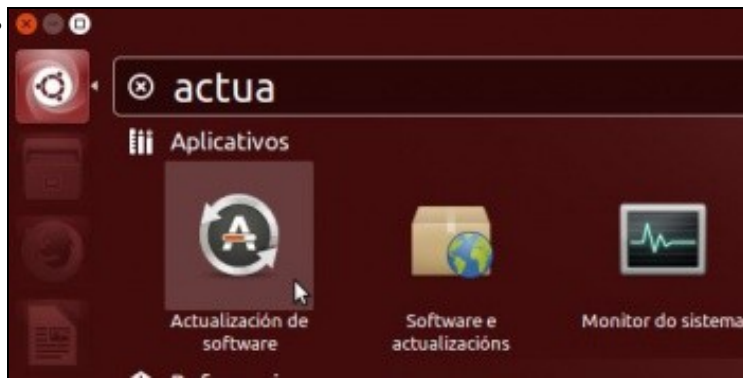 actua
Aplicativos
Actualización de
software
Software e
actualizacións
Monitor do sistema